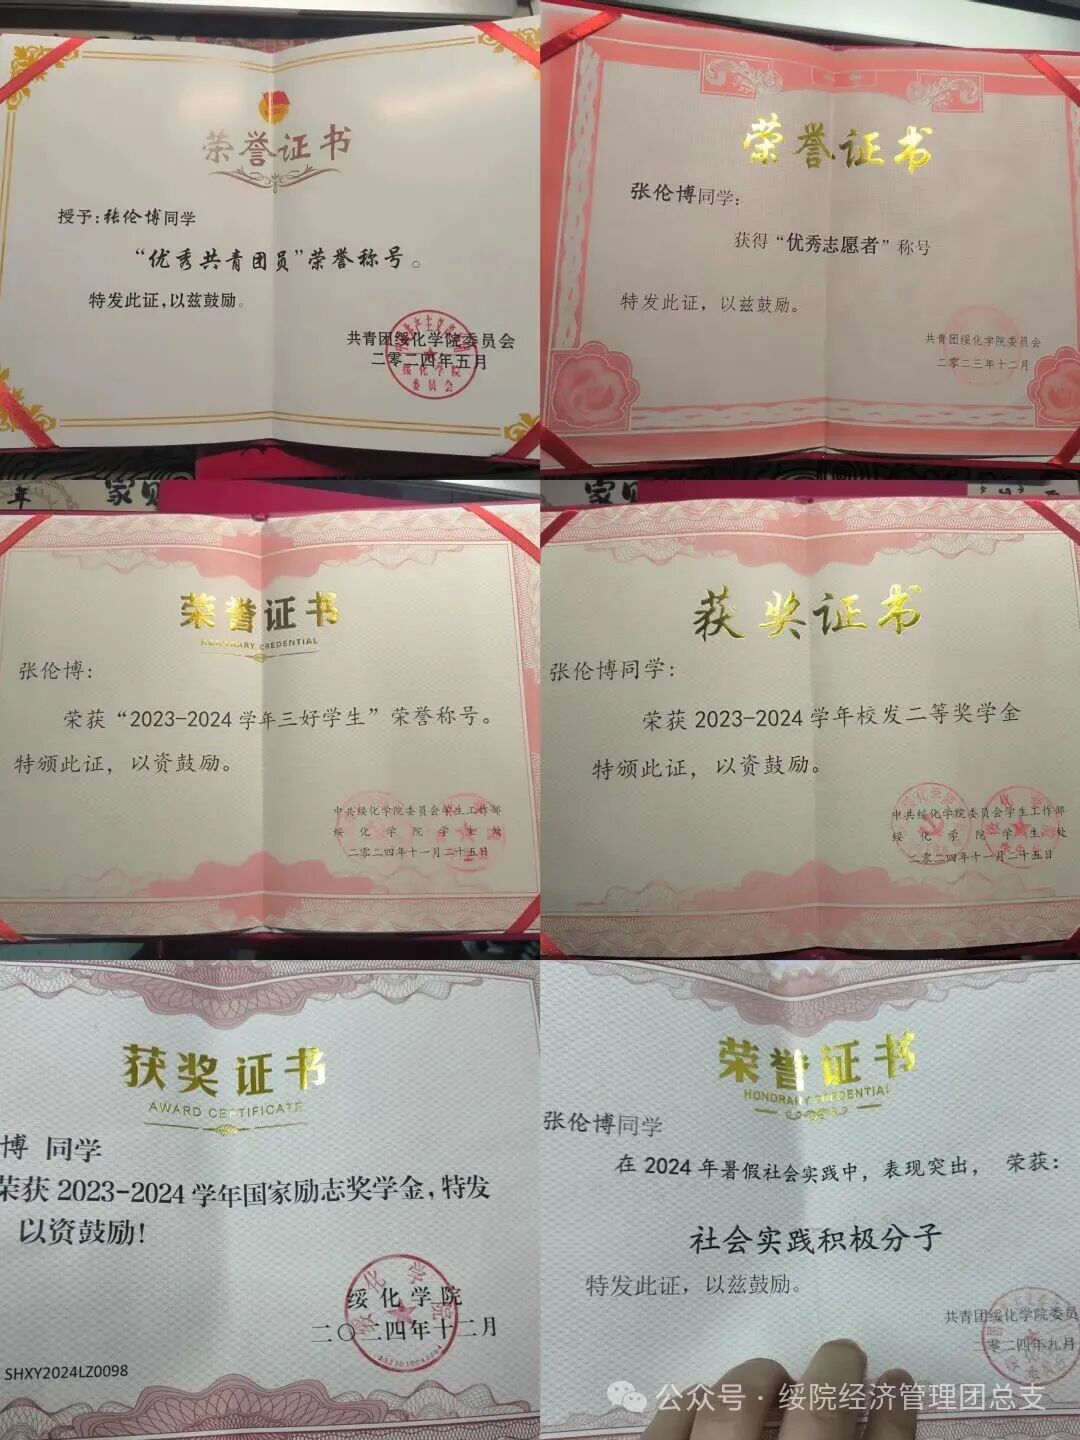 荣誉证书
授予：张伦博同学
“优秀共青团员”荣誉称号。
特发此证，以兹鼓励。
共青团绥化学院委员会
二零二四年五月
荣誉证书
张伦博同学：
获得“优秀志愿者”称号
特发此证，以兹鼓励。
共青团绥化学院委员会
二零二三年十二月
年
家贝
家贝
荣誉证书
HONORARY CREDENTIAL
张伦博：
荣获“2023-2024学年三好学生”荣誉称号。
特颁此证，以资鼓励。
中共绥化学院委员会学生工作部
绥化学院学生处
二零二四年十一月二十五日
获奖证书
张伦博同学：
荣获2023-2024学年校发二等奖学金
特颁此证，以资鼓励。
中共绥化学院委员会学生工作部
绥化学院学生处
二零二四年十一月二十五日
获奖证书
AWARD CERTIFICATE
博 同学
荣获2023-2024学年国家励志奖学金，特发
以资鼓励！
绥化学院
二〇二四年十二月
SHXY2024LZ0098
荣誉证书
HONORARY CREDENTIAL
张伦博同学
在2024年暑假社会实践中，表现突出，荣获：
社会实践积极分子
特发此证，以兹鼓励。
共青团绥化学院委员
二零二四年九月
公众号·绥院经济管理团总支